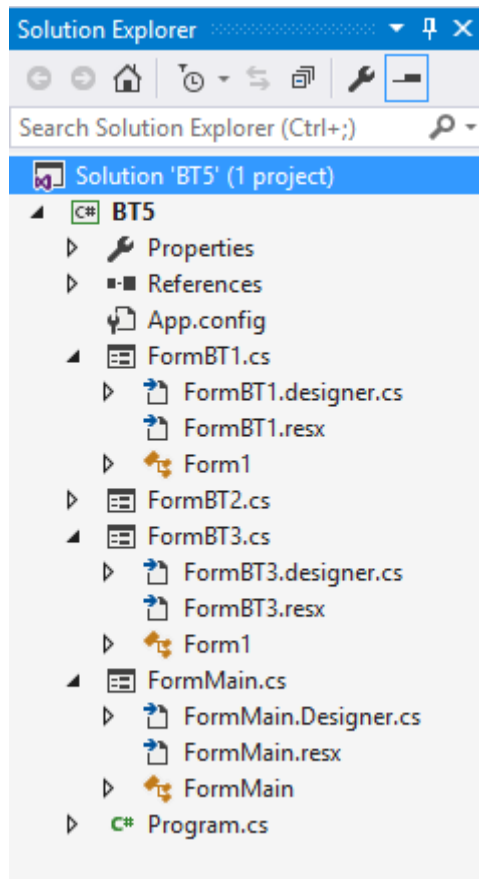 Solution Explorer
Search Solution Explorer (Ctrl+;)
Solution 'BT5' (1 project)
C# BT5
Properties
References
App.config
FormBT1.cs
FormBT1.designer.cs
FormBT1.resx
Form1
FormBT2.cs
FormBT3.cs
FormBT3.designer.cs
FormBT3.resx
Form1
FormMain.cs
FormMain.Designer.cs
FormMain.resx
FormMain
C# Program.cs